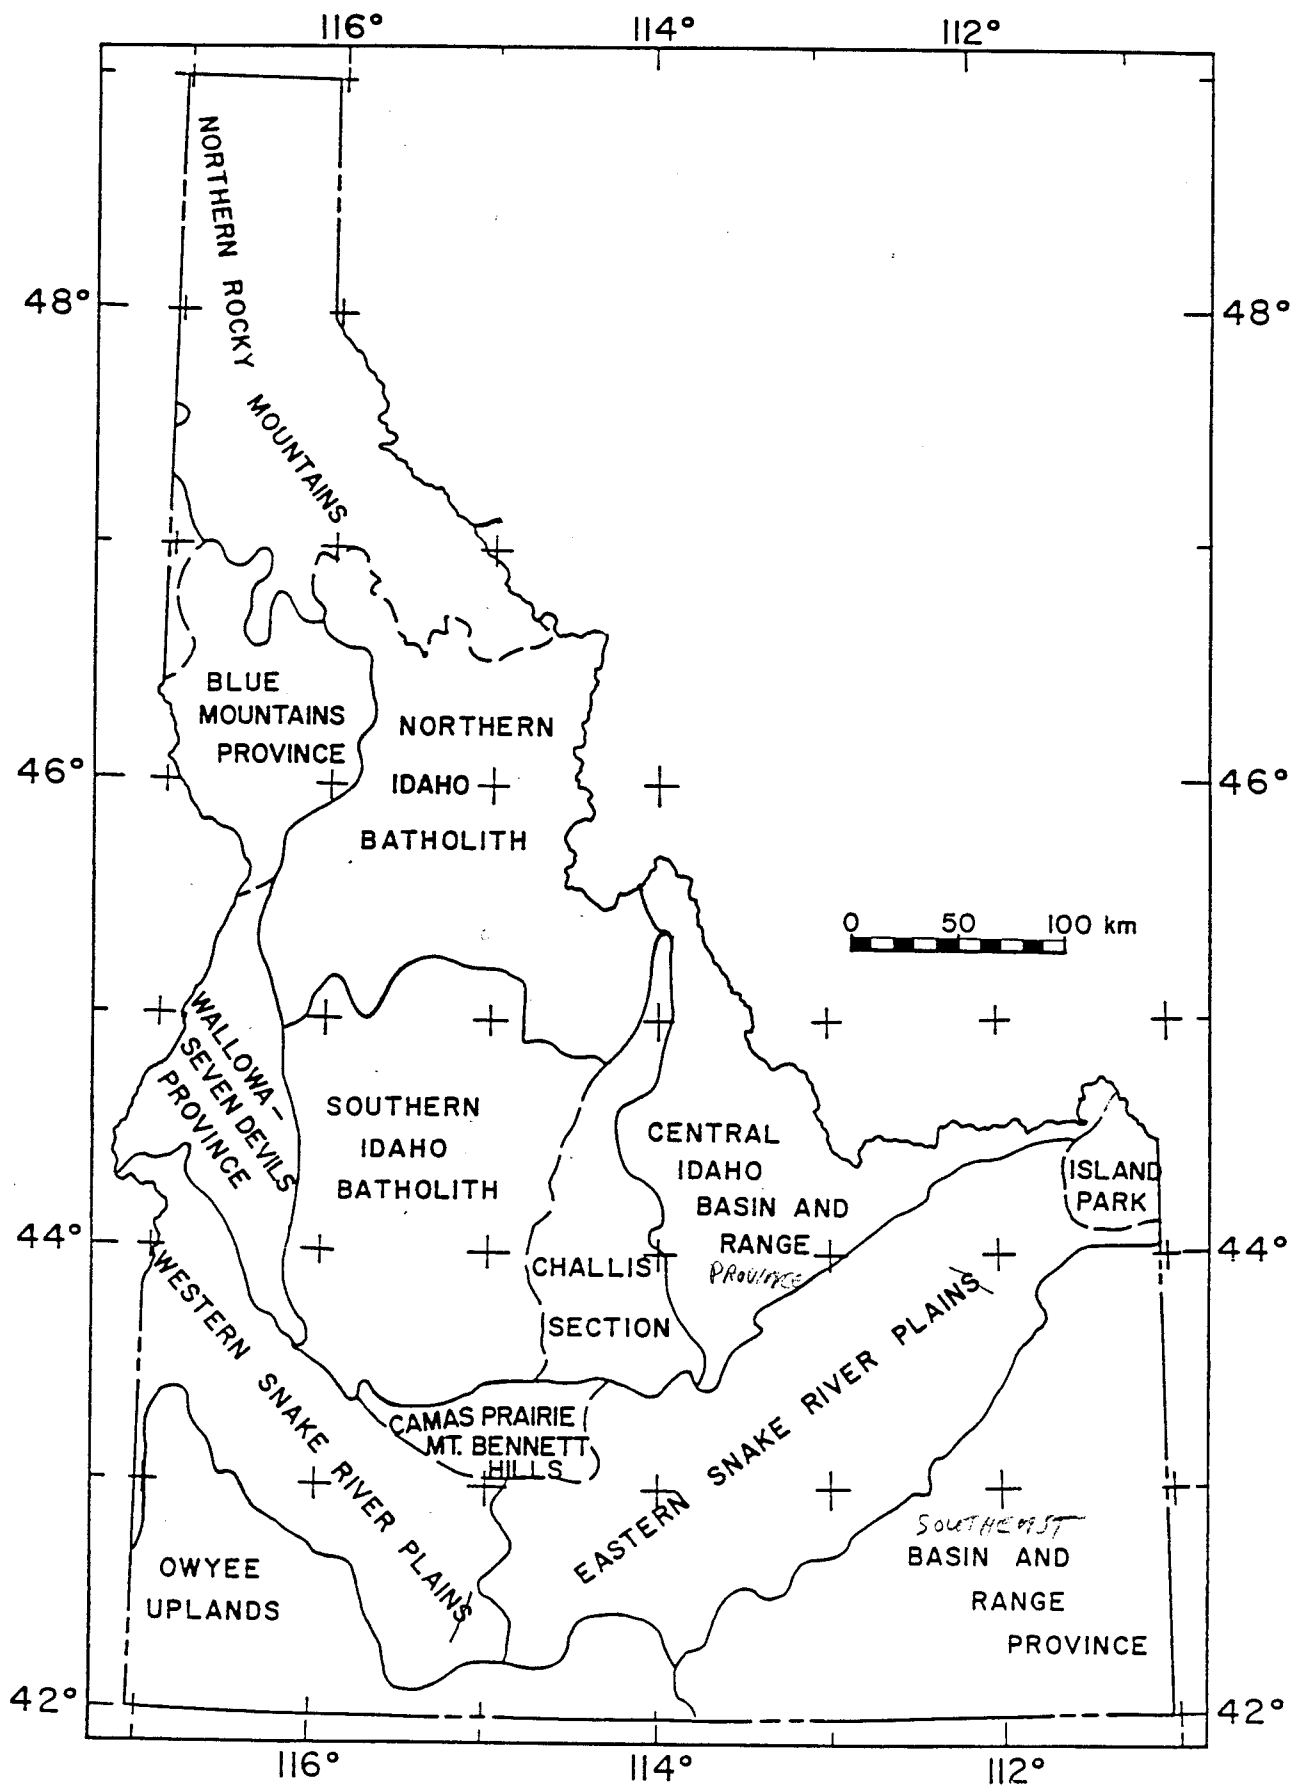 116° 114° 112°
NORTHERN ROCKY MOUNTAINS
48° 48°
BLUE
MOUNTAINS
PROVINCE
NORTHERN
IDAHO
BATHOLITH
46° 46°
0 50 100 km
WALLOWA-
SEVEN DEVILS
PROVINCE
SOUTHERN
IDAHO
BATHOLITH
CENTRAL
IDAHO
BASIN AND
RANGE
PROVINCE
ISLAND
PARK
44° 44°
CHALLIS
SECTION
WESTERN SNAKE RIVER PLAINS
CAMAS PRAIRIE
MT. BENNETT
HILLS
EASTERN SNAKE RIVER PLAINS
OWYEE
UPLANDS
SOUTHEAST
BASIN AND
RANGE
PROVINCE
42° 42°
116° 114° 112°